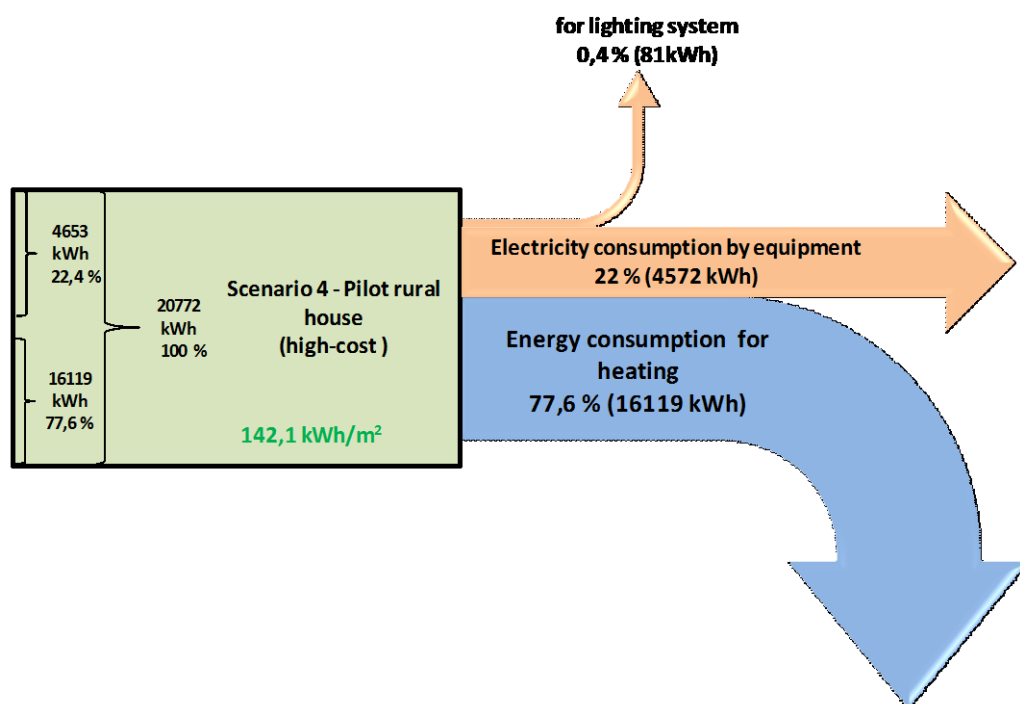 for lighting system
0,4 % (81kWh)
4653
kWh
22,4 %
20772
kWh
100 %
16119
kWh
77,6 %
Scenario 4 - Pilot rural
house
(high-cost )
142,1 kWh/m²
Electricity consumption by equipment
22 % (4572 kWh)
Energy consumption for
heating
77,6 % (16119 kWh)